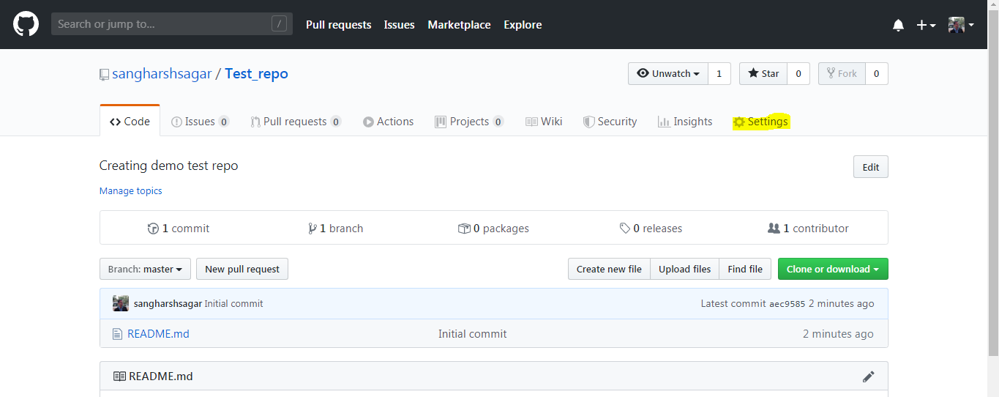 Search or jump to... / Pull requests Issues Marketplace Explore
sangharshsagar / Test_repo Unwatch 1 Star 0 Fork 0
Code Issues 0 Pull requests 0 Actions Projects 0 Wiki Security Insights Settings
Creating demo test repo Edit
Manage topics
1 commit 1 branch 0 packages 0 releases 1 contributor
Branch: master New pull request Create new file Upload files Find file Clone or download
sangharshsagar Initial commit Latest commit aec9585 2 minutes ago
README.md Initial commit 2 minutes ago
README.md